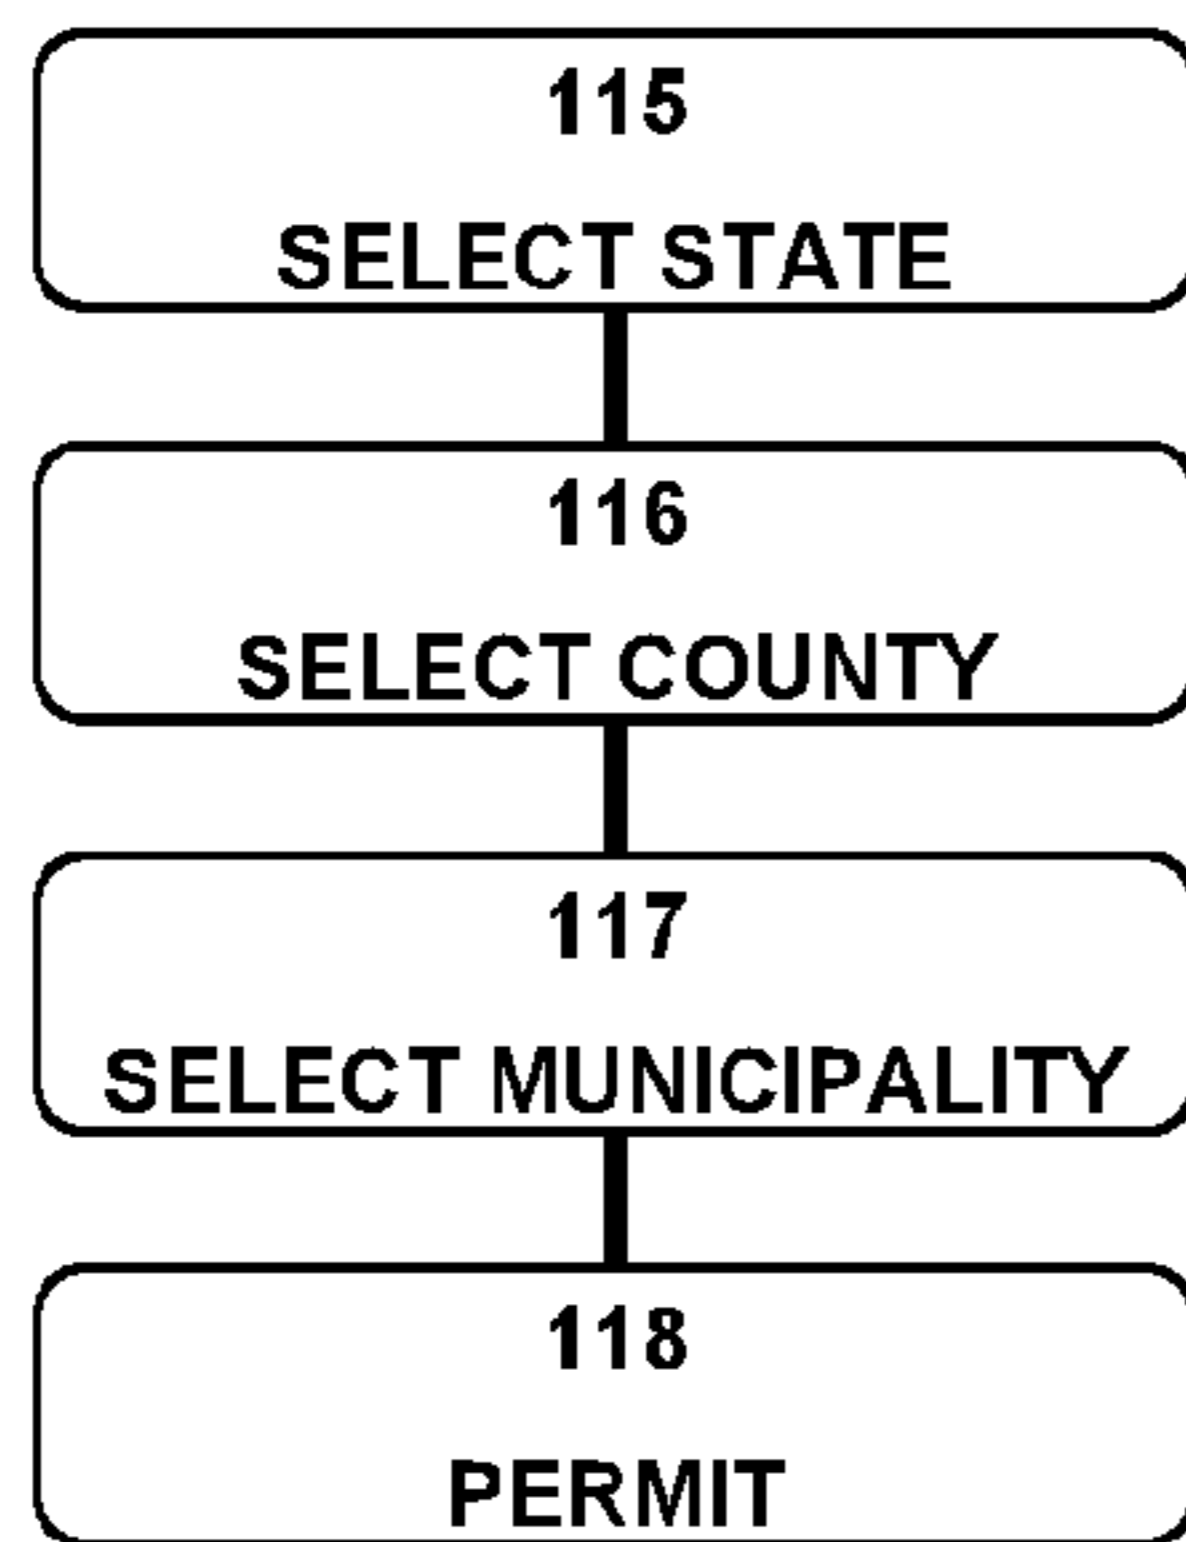 115
SELECT STATE
116
SELECT COUNTY
117
SELECT MUNICIPALITY
118
PERMIT